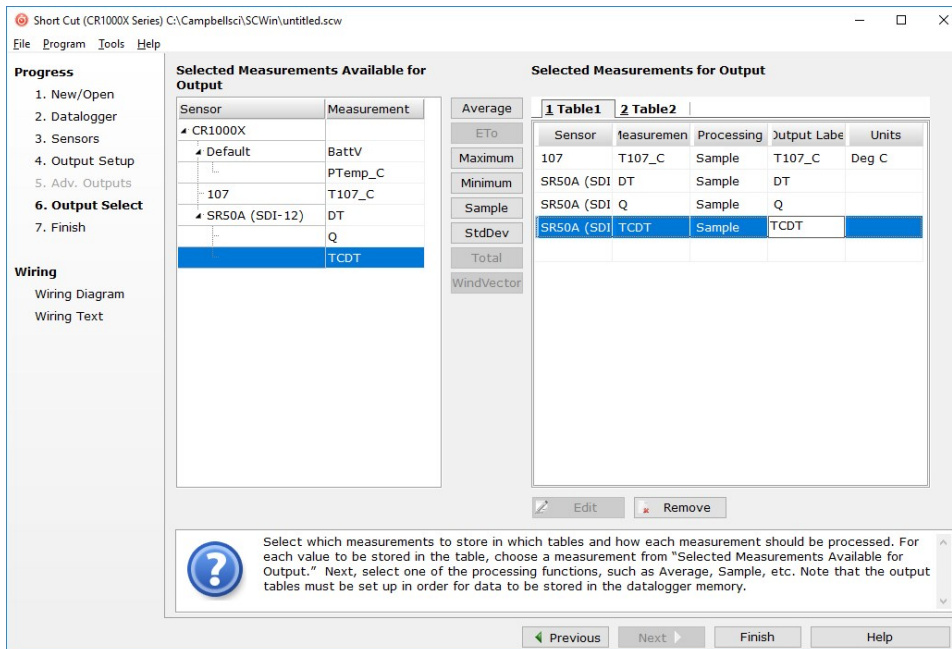 Short Cut (CR1000X Series) C:\Campbellsci\SCWin\untitled.scw
File Program Tools Help
Progress
1. New/Open
2. Datalogger
3. Sensors
4. Output Setup
5. Adv. Outputs
6. Output Select
7. Finish
Wiring
Wiring Diagram
Wiring Text
Selected Measurements Available for
Output
Sensor Measurement
CR1000X
Default BattV
PTemp_C
107 T107_C
SR50A (SDI-12) DT
Q
TCDT
Average
ETo
Maximum
Minimum
Sample
StdDev
Total
WindVector
Selected Measurements for Output
1 Table1 2 Table2
Sensor Measuremen Processing Output Labe Units
107 T107_C Sample T107_C Deg C
SR50A (SDI DT Sample DT
SR50A (SDI Q Sample Q
SR50A (SDI TCDT Sample TCDT
Edit Remove
Select which measurements to store in which tables and how each measurement should be processed. For
each value to be stored in the table, choose a measurement from “Selected Measurements Available for
Output.” Next, select one of the processing functions, such as Average, Sample, etc. Note that the output
tables must be set up in order for data to be stored in the datalogger memory.
Previous Next Finish Help